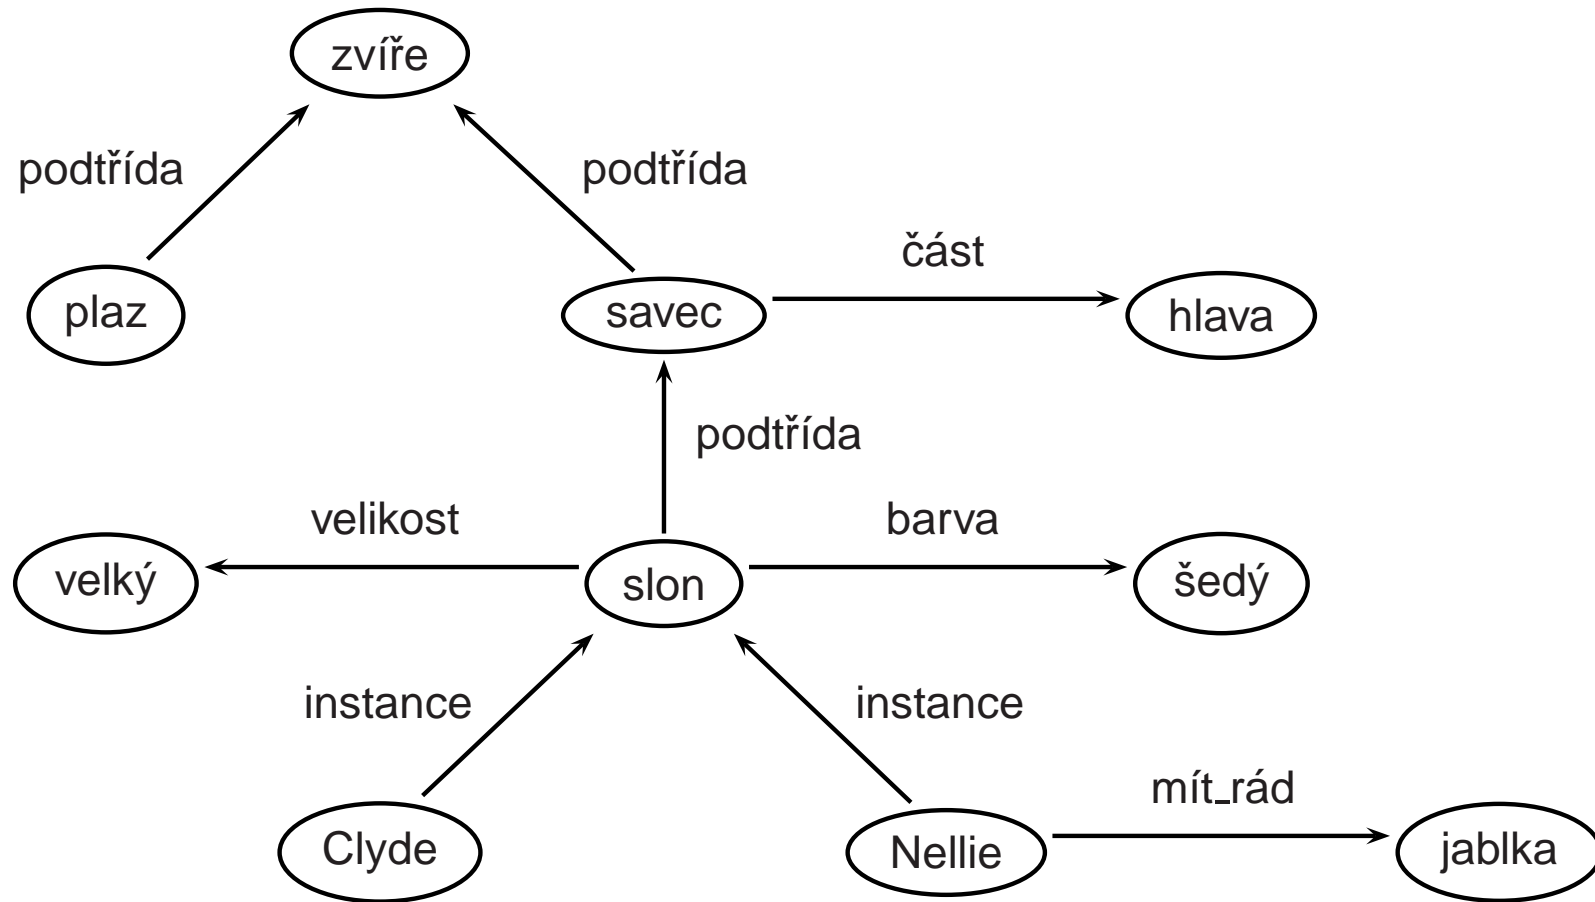 zvíře
podtřída
podtřída
část
plaz
savec
hlava
podtřída
velikost
barva
velký
slon
šedý
instance
instance
mít_rád
Clyde
Nellie
jablka